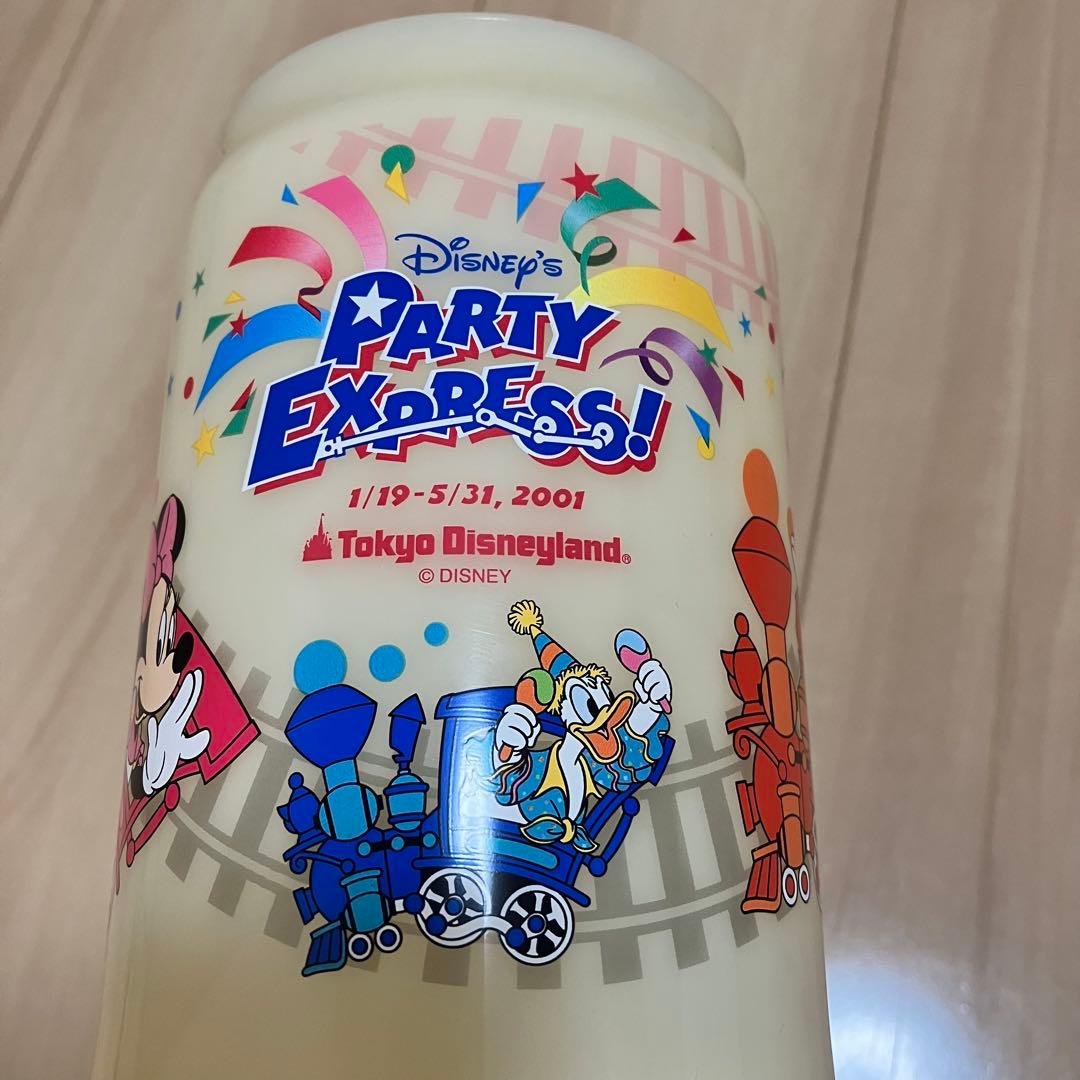 DISNEY'S
PARTY
EXPRESS!
1/19-5/31, 2001
Tokyo Disneyland®
© DISNEY